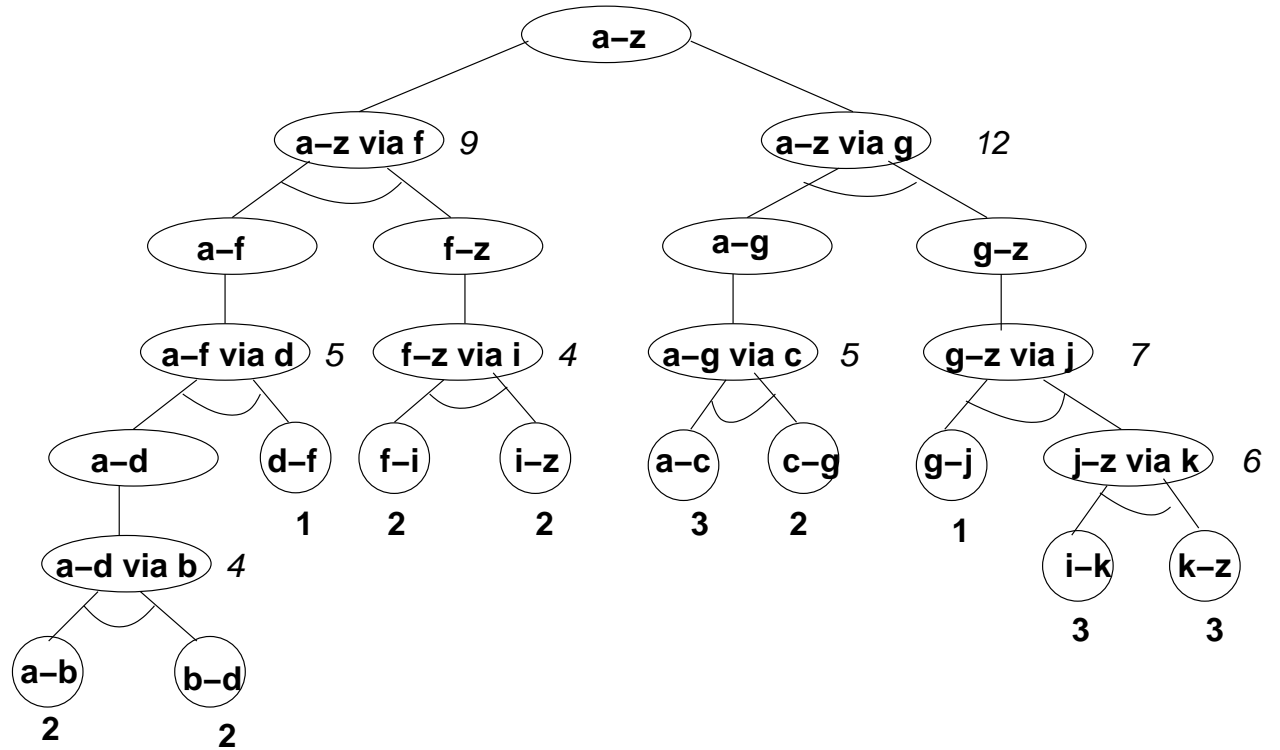 a–z
a–z via f 9
a–z via g 12
a–f
f–z
a–g
g–z
a–f via d 5
f–z via i 4
a–g via c 5
g–z via j 7
a–d
d–f
f–i
i–z
a–c
c–g
g–j
j–z via k 6
1
2
2
3
2
1
a–d via b 4
i–k
k–z
3
3
a–b
b–d
2
2